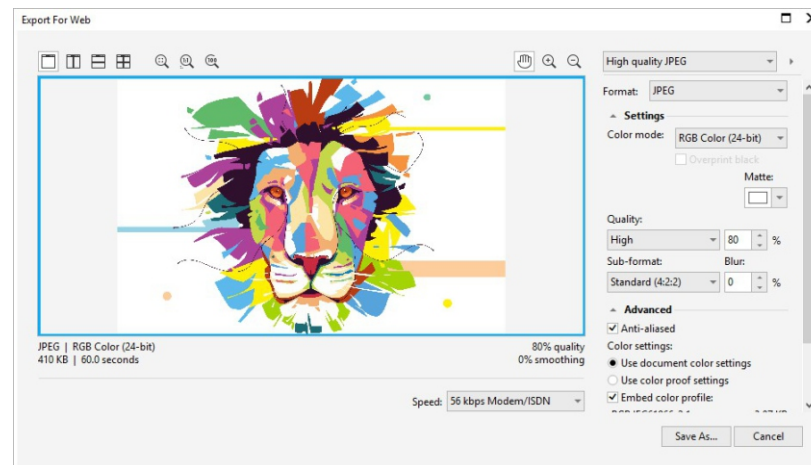 Export For Web
High quality JPEG
Format: JPEG
Settings
Color mode: RGB Color (24-bit)
Overprint black
Matte:
Quality:
High 80 %
Sub-format: Blur:
Standard (4:2:2) 0 %
Advanced
Anti-aliased
Color settings:
Use document color settings
Use color proof settings
Embed color profile:
JPEG | RGB Color (24-bit) 80% quality
410 KB | 60.0 seconds 0% smoothing
Speed: 56 kbps Modem/ISDN
Save As... Cancel